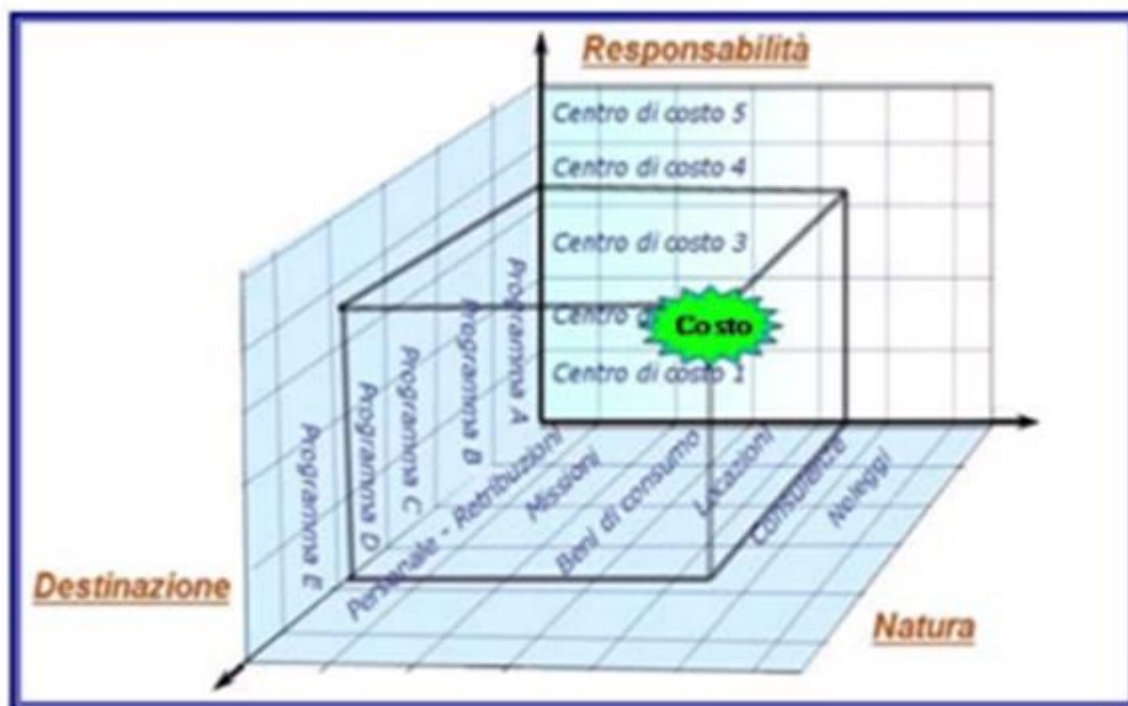 Responsabilità
Centro di costo 5
Centro di costo 4
Centro di costo 3
Centro d
Costo
Centro di costo 1
Programma A
Programma B
Programma C
Programma D
Programma E
Personale - Retribuzioni
Missioni
Beni di consumo
Locazioni
Consulenze
Noleggi
Destinazione
Natura